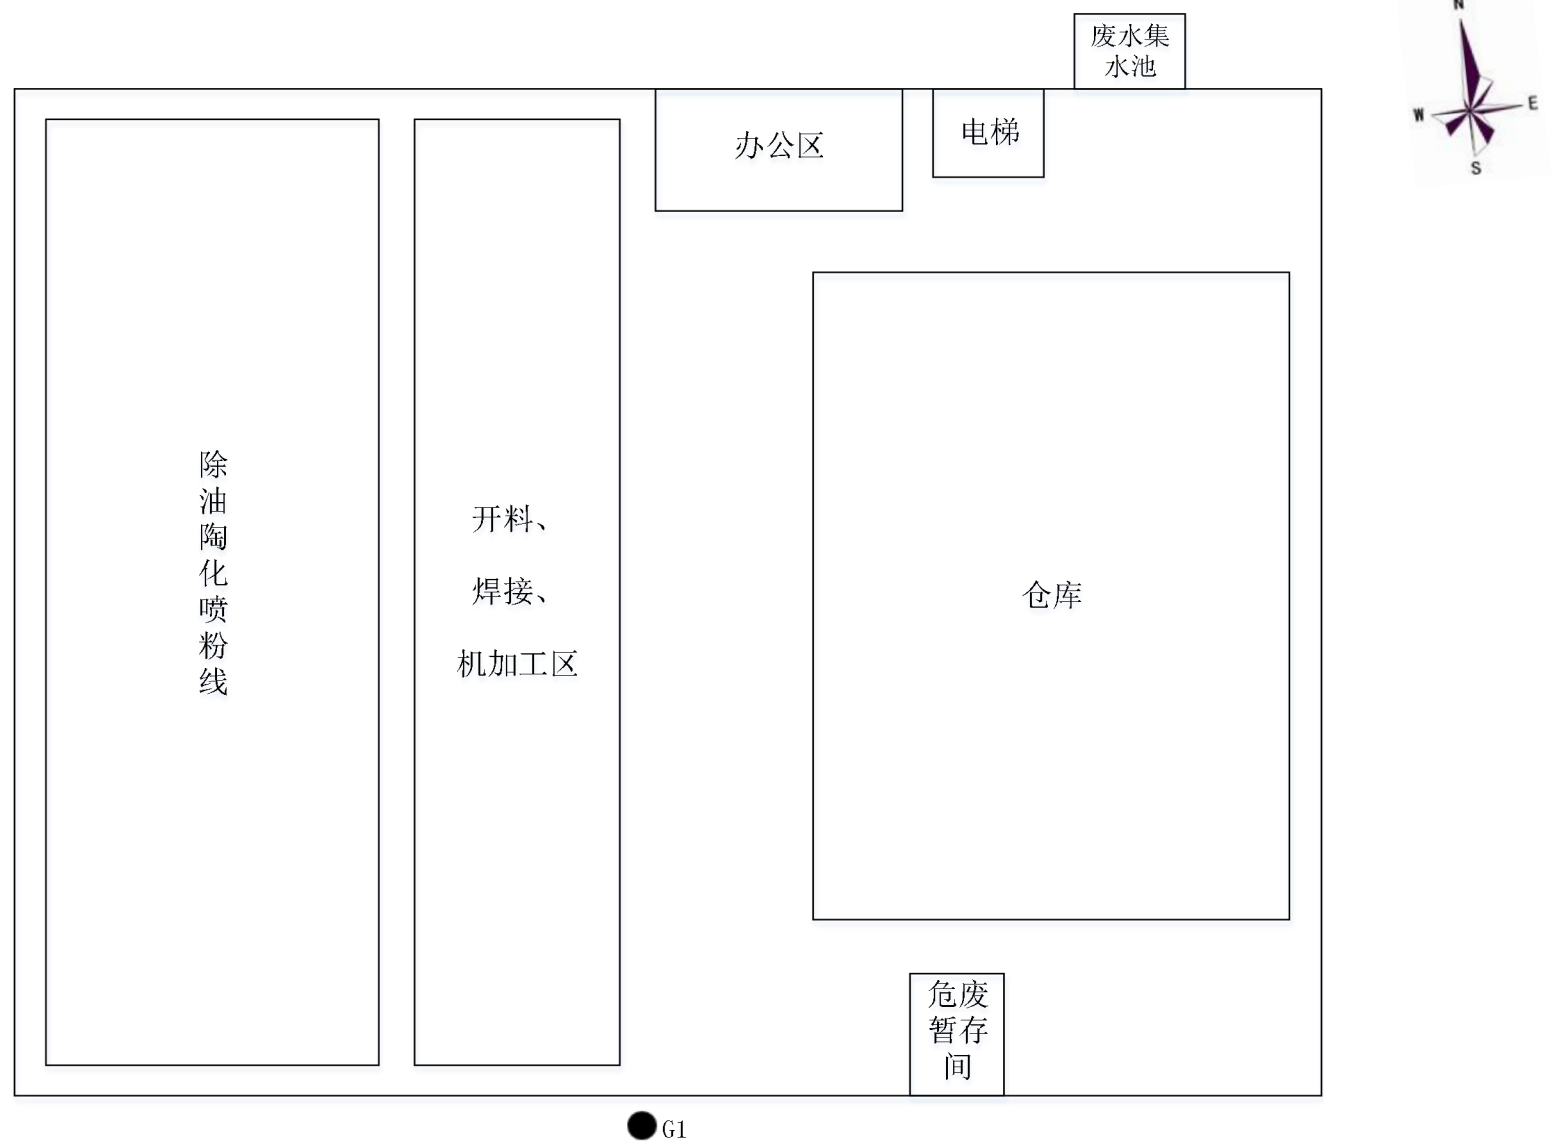 N
W
E
S
废水集
水池
办公区
电梯
除
油
陶
化
喷
粉
线
开料、
焊接、
机加工区
仓库
危废
暂存
间
G1